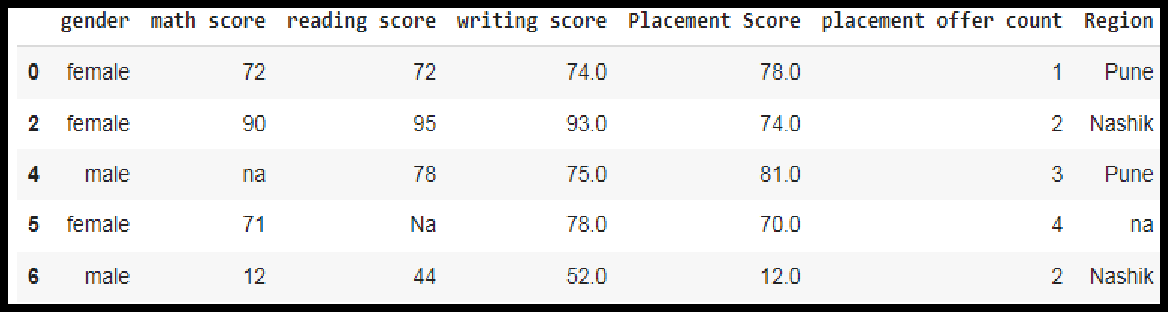 gender math score reading score writing score Placement Score placement offer count Region
0 female 72 72 74.0 78.0 1 Pune
2 female 90 95 93.0 74.0 2 Nashik
4 male na 78 75.0 81.0 3 Pune
5 female 71 Na 78.0 70.0 4 na
6 male 12 44 52.0 12.0 2 Nashik